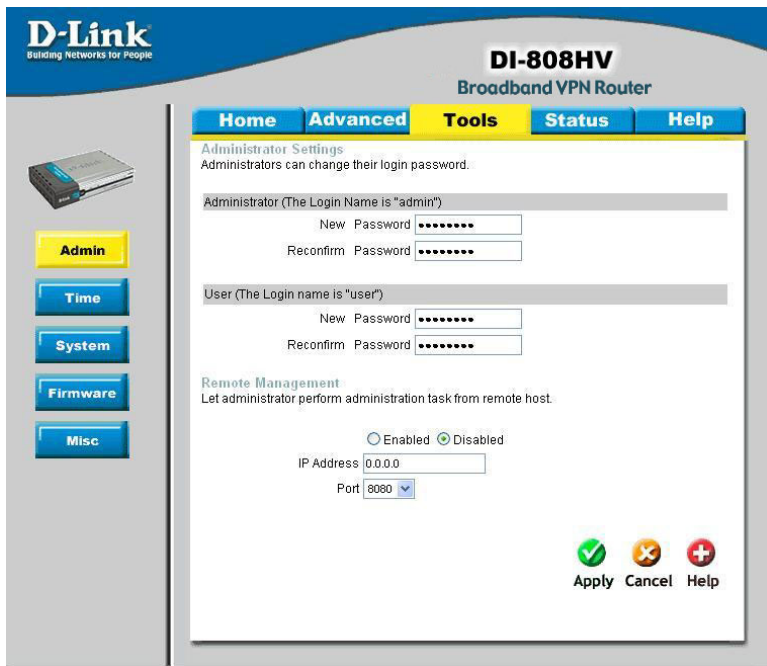 D-Link
Building Networks for People
DI-808HV
Broadband VPN Router
Home Advanced Tools Status Help
Admin
Time
System
Firmware
Misc
Administrator Settings
Administrators can change their login password.
Administrator (The Login Name is "admin")
New Password ••••••••
Reconfirm Password ••••••••
User (The Login name is "user")
New Password ••••••••
Reconfirm Password ••••••••
Remote Management
Let administrator perform administration task from remote host.
Enabled Disabled
IP Address 0.0.0.0
Port 8080
Apply Cancel Help